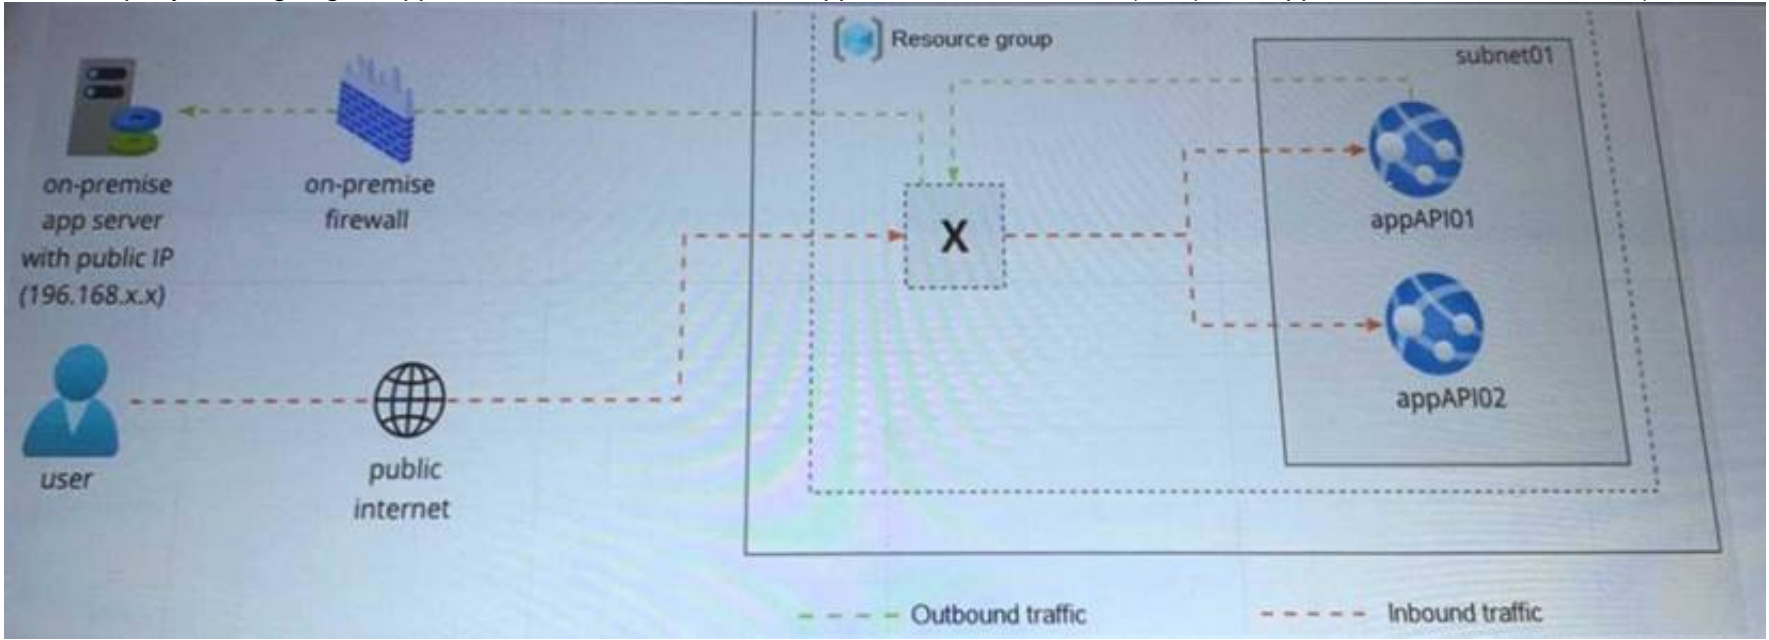 Resource group
subnet01
on-premise
app server
with public IP
(196.168.x.x)
on-premise
firewall
X
appAPI01
appAPI02
user
public
internet
Outbound traffic
Inbound traffic